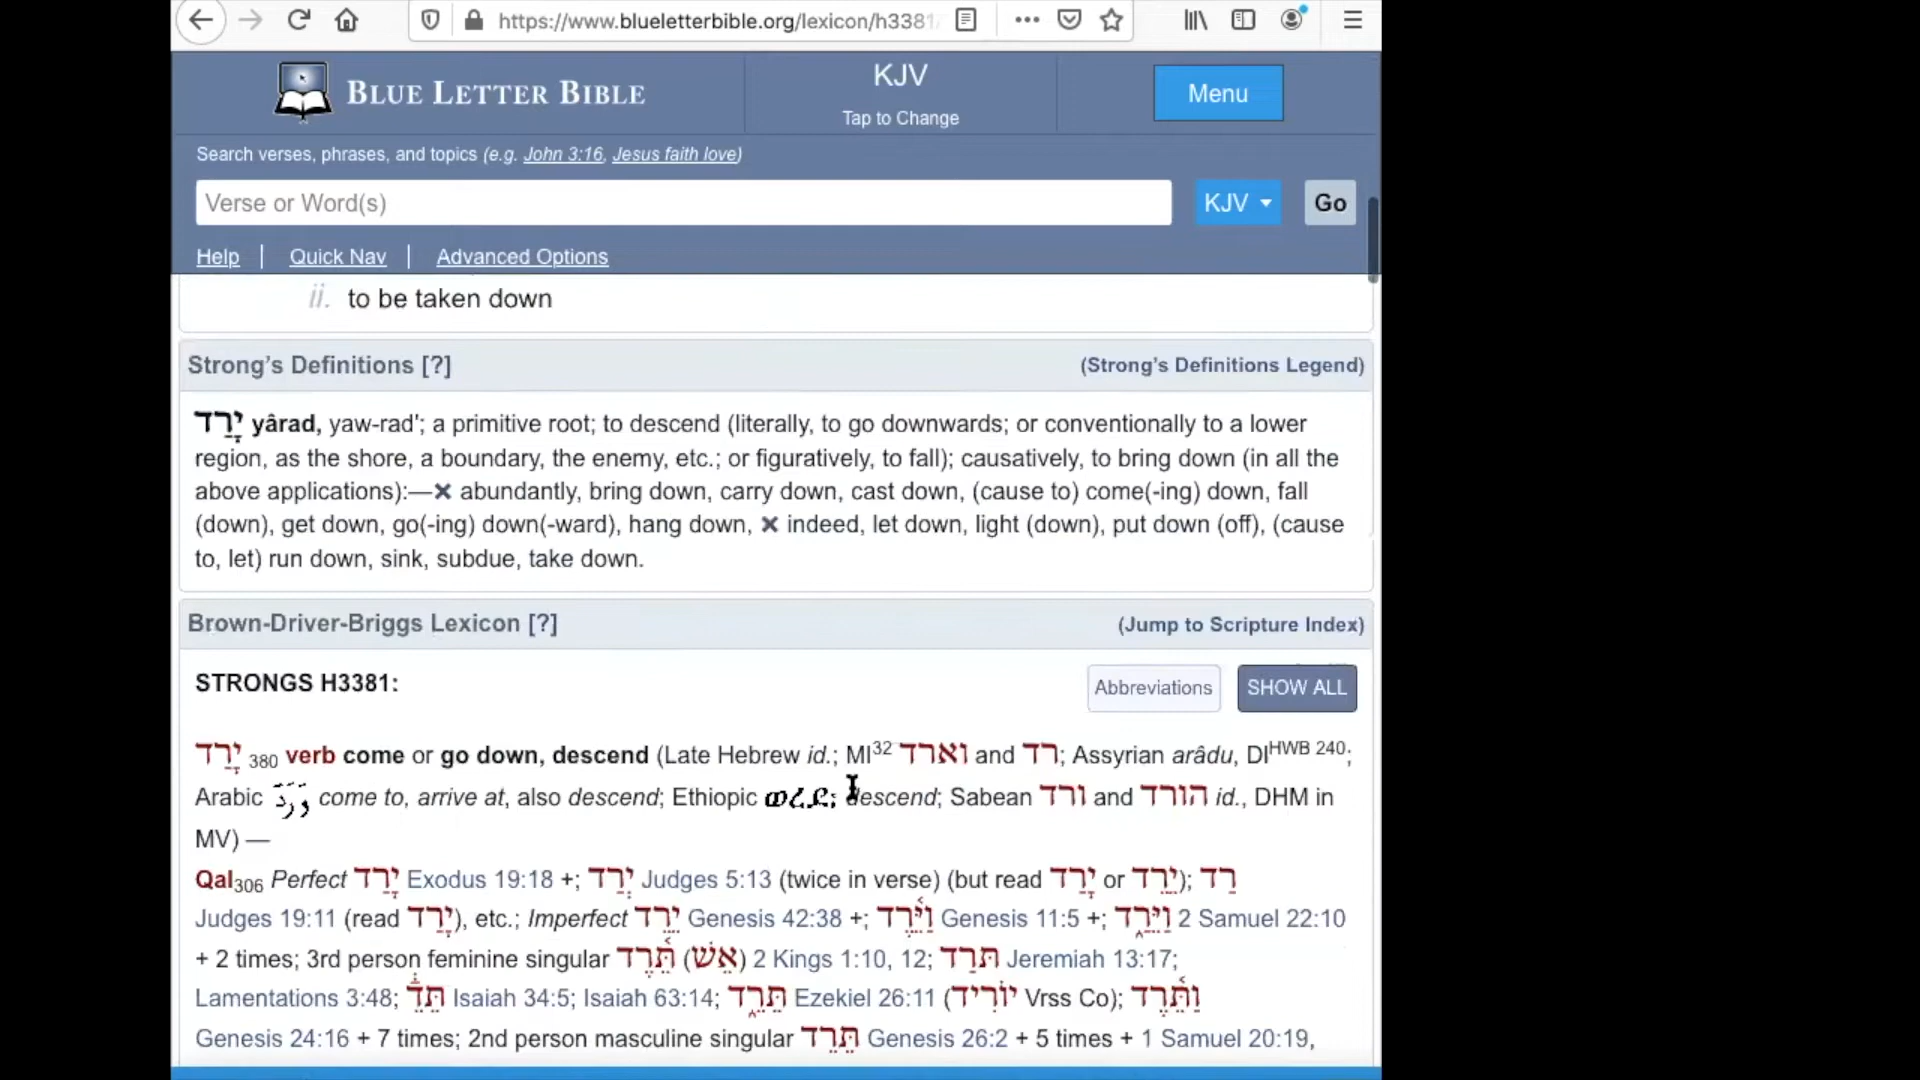 https://www.blueletterbible.org/lexicon/h3381
BLUE LETTER BIBLE
KJV
Tap to Change
Menu
Search verses, phrases, and topics (e.g. John 3:16, Jesus faith love)
Verse or Word(s)
KJV
Go
Help | Quick Nav | Advanced Options
ii. to be taken down
Strong's Definitions [?] (Strong's Definitions Legend)
יָרַד yârad, yaw-rad'; a primitive root; to descend (literally, to go downwards; or conventionally to a lower
region, as the shore, a boundary, the enemy, etc.; or figuratively, to fall); causatively, to bring down (in all the
above applications):—× abundantly, bring down, carry down, cast down, (cause to) come(-ing) down, fall
(down), get down, go(-ing) down(-ward), hang down, × indeed, let down, light (down), put down (off), (cause
to, let) run down, sink, subdue, take down.
Brown-Driver-Briggs Lexicon [?] (Jump to Scripture Index)
STRONGS H3381: Abbreviations SHOW ALL
יָרַד 380 verb come or go down, descend (Late Hebrew id.; MI32 וארד and רד; Assyrian arâdu, DlHWB 240;
Arabic come to, arrive at, also descend; Ethiopic ወረደ; descend; Sabean ורד and הורד id., DHM in
MV) —
Qal306 Perfect יָרַד Exodus 19:18 +; יְרַד Judges 5:13 (twice in verse) (but read יָרַד or יֵרַד); רַד
Judges 19:11 (read יָרַד), etc.; Imperfect יֵרֵד Genesis 42:38 +; וַיֵּ֫רֶד Genesis 11:5 +; וַיֵּרַ֑ד 2 Samuel 22:10
+ 2 times; 3rd person feminine singular תֵּ֫רֶד (אֵשׁ) 2 Kings 1:10, 12; תֵּרַד Jeremiah 13:17;
Lamentations 3:48; Isaiah 34:5; Isaiah 63:14; תֵּרֵ֑ד Ezekiel 26:11 (יוֹרִיד Vrss Co); וַתֵּ֫רֶד
Genesis 24:16 + 7 times; 2nd person masculine singular תֵּרֵד Genesis 26:2 + 5 times + 1 Samuel 20:19,